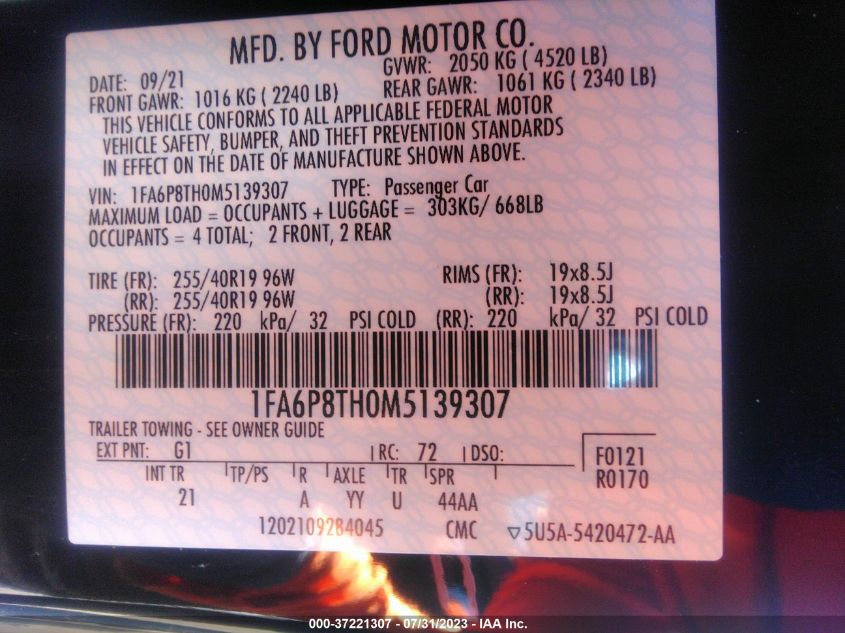 MFD. BY FORD MOTOR CO.
DATE: 09/21 GVWR: 2050 KG ( 4520 LB)
FRONT GAWR: 1016 KG ( 2240 LB) REAR GAWR: 1061 KG ( 2340 LB)
THIS VEHICLE CONFORMS TO ALL APPLICABLE FEDERAL MOTOR
VEHICLE SAFETY, BUMPER, AND THEFT PREVENTION STANDARDS
IN EFFECT ON THE DATE OF MANUFACTURE SHOWN ABOVE.
VIN: 1FA6P8TH0M5139307 TYPE: Passenger Car
MAXIMUM LOAD = OCCUPANTS + LUGGAGE = 303KG/ 668LB
OCCUPANTS = 4 TOTAL; 2 FRONT, 2 REAR
TIRE (FR): 255/40R19 96W RIMS (FR): 19x8.5J
(RR): 255/40R19 96W (RR): 19x8.5J
PRESSURE (FR): 220 kPa/ 32 PSI COLD (RR): 220 kPa/ 32 PSI COLD
1FA6P8TH0M5139307
TRAILER TOWING - SEE OWNER GUIDE
EXT PNT: G1 RC: 72 DSO: F0121
INT TR TP/PS R AXLE TR SPR R0170
21 A YY U 44AA
1202109284045 CMC ▽5U5A-5420472-AA
000-37221307 - 07/31/2023 - IAA Inc.